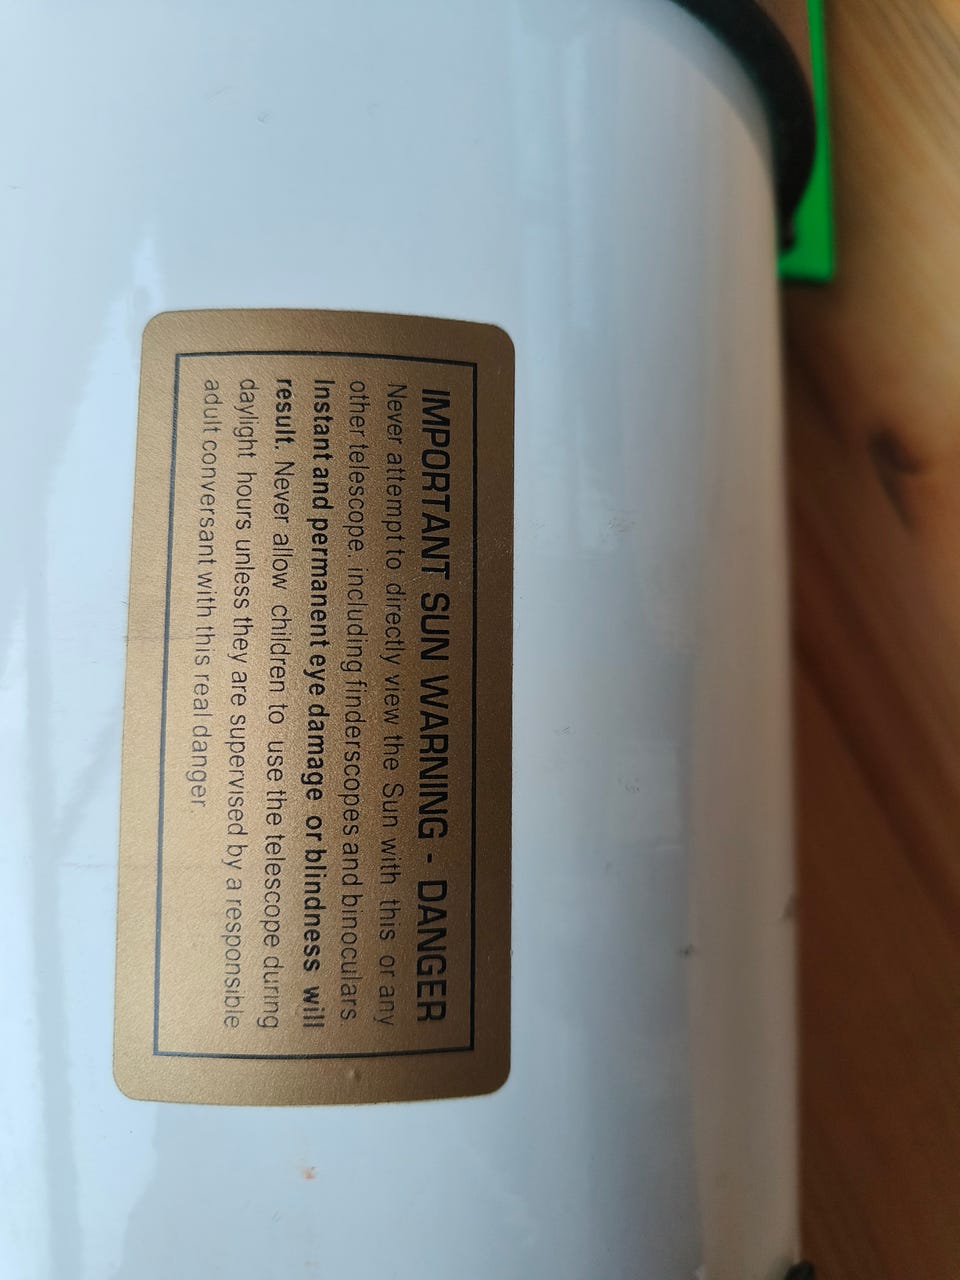 IMPORTANT SUN WARNING - DANGER
Never attempt to directly view the Sun with this or any
other telescope. including finderscopes and binoculars.
Instant and permanent eye damage or blindness will
result. Never allow children to use the telescope during
daylight hours unless they are supervised by a responsible
adult conversant with this real danger.